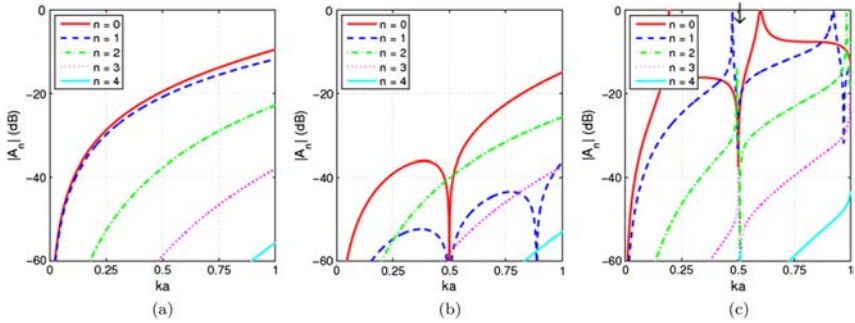 0
−20
−40
−60
|Aₙ| (dB)
n = 0
n = 1
n = 2
n = 3
n = 4
0
0.25
0.5
0.75
1
ka
(a)
0
−20
−40
−60
|Aₙ| (dB)
n = 0
n = 1
n = 2
n = 3
n = 4
0
0.25
0.5
0.75
1
ka
(b)
0
−20
−40
−60
|Aₙ| (dB)
n = 0
n = 1
n = 2
n = 3
n = 4
0
0.25
0.5
0.75
1
ka
(c)